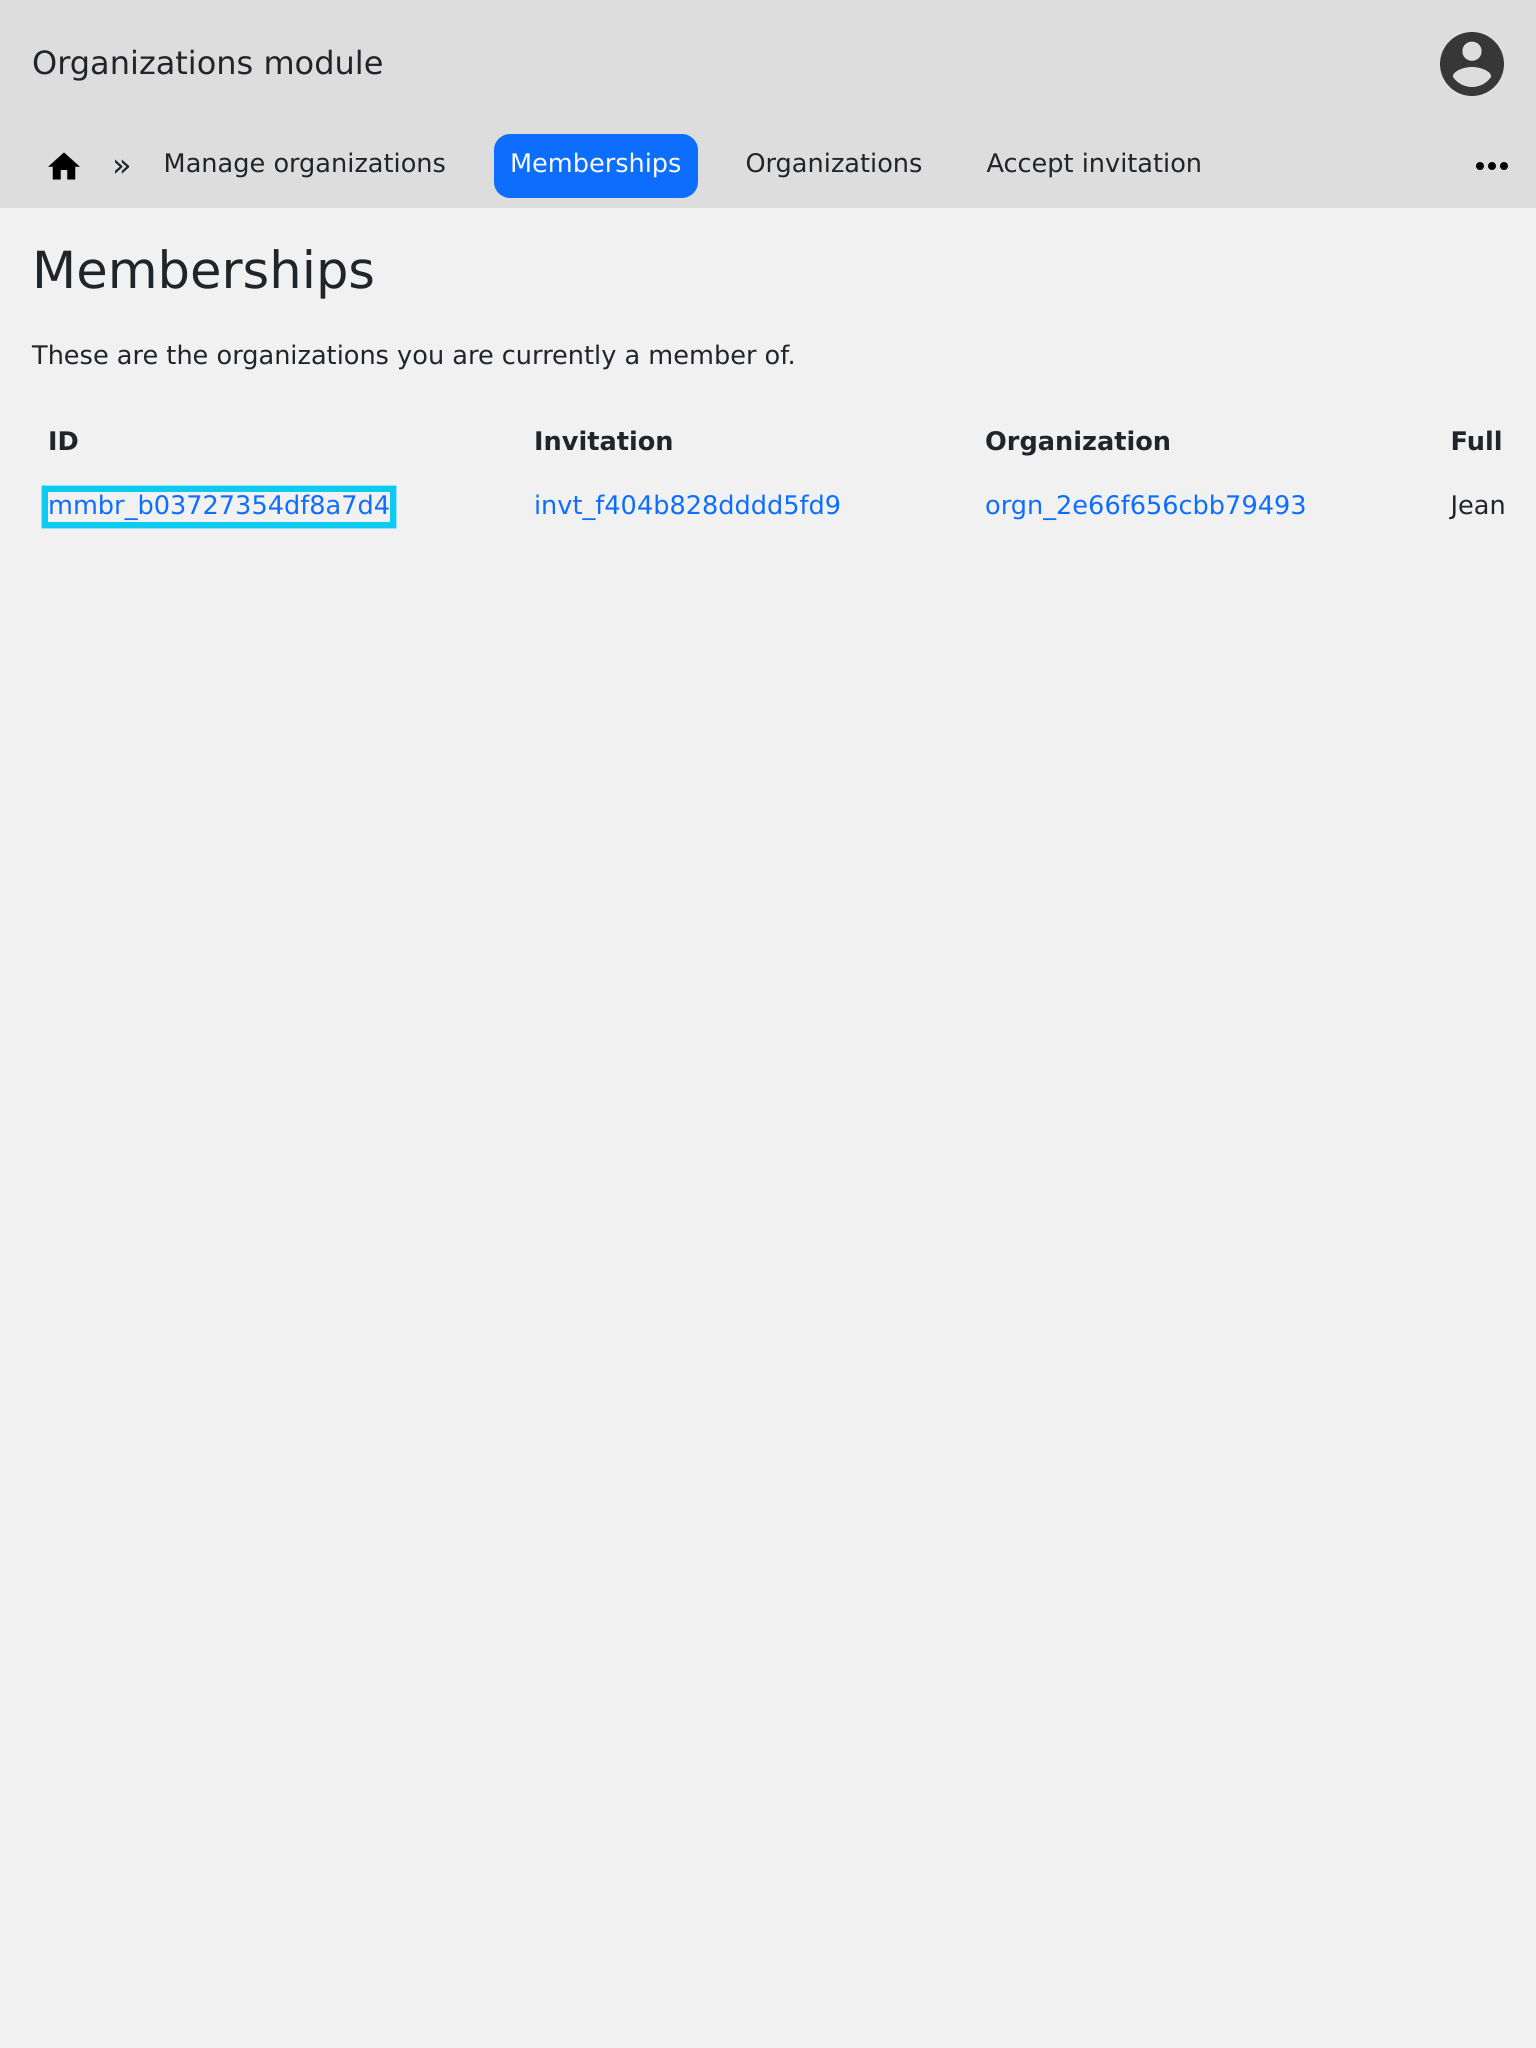 Organizations module
» Manage organizations Memberships Organizations Accept invitation
Memberships
These are the organizations you are currently a member of.
ID Invitation Organization Full
mmbr_b03727354df8a7d4 invt_f404b828dddd5fd9 orgn_2e66f656cbb79493 Jean